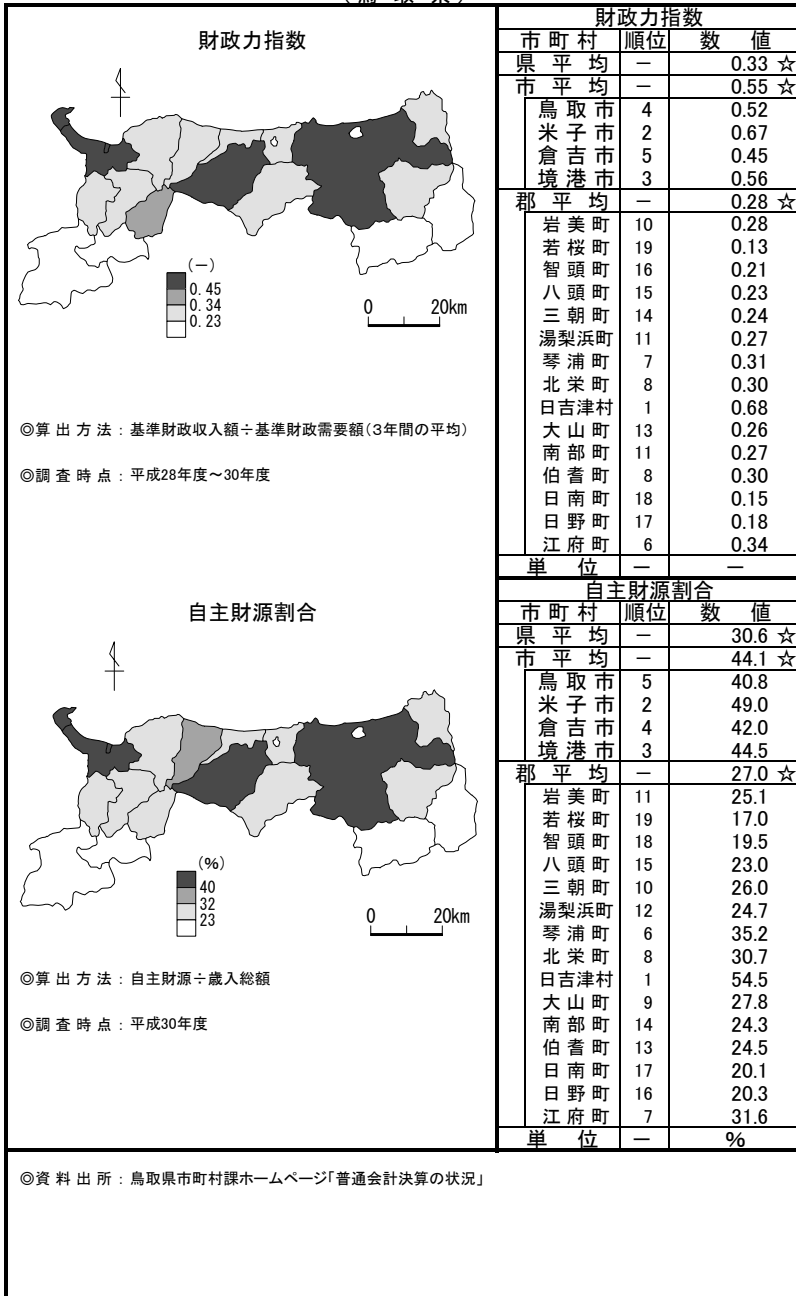 財政力指数
(－)
0.45
0.34
0.23
0 20km
◎算出方法：基準財政収入額÷基準財政需要額(3年間の平均)
◎調査時点：平成28年度～30年度
財政力指数
市町村 順位 数値
県平均 － 0.33 ☆
市平均 － 0.55 ☆
鳥取市 4 0.52
米子市 2 0.67
倉吉市 5 0.45
境港市 3 0.56
郡平均 － 0.28 ☆
岩美町 10 0.28
若桜町 19 0.13
智頭町 16 0.21
八頭町 15 0.23
三朝町 14 0.24
湯梨浜町 11 0.27
琴浦町 7 0.31
北栄町 8 0.30
日吉津村 1 0.68
大山町 13 0.26
南部町 11 0.27
伯耆町 8 0.30
日南町 18 0.15
日野町 17 0.18
江府町 6 0.34
単位 － －
自主財源割合
(%)
40
32
23
0 20km
◎算出方法：自主財源÷歳入総額
◎調査時点：平成30年度
自主財源割合
市町村 順位 数値
県平均 － 30.6 ☆
市平均 － 44.1 ☆
鳥取市 5 40.8
米子市 2 49.0
倉吉市 4 42.0
境港市 3 44.5
郡平均 － 27.0 ☆
岩美町 11 25.1
若桜町 19 17.0
智頭町 18 19.5
八頭町 15 23.0
三朝町 10 26.0
湯梨浜町 12 24.7
琴浦町 6 35.2
北栄町 8 30.7
日吉津村 1 54.5
大山町 9 27.8
南部町 14 24.3
伯耆町 13 24.5
日南町 17 20.1
日野町 16 20.3
江府町 7 31.6
単位 － %
◎資料出所：鳥取県市町村課ホームページ「普通会計決算の状況」